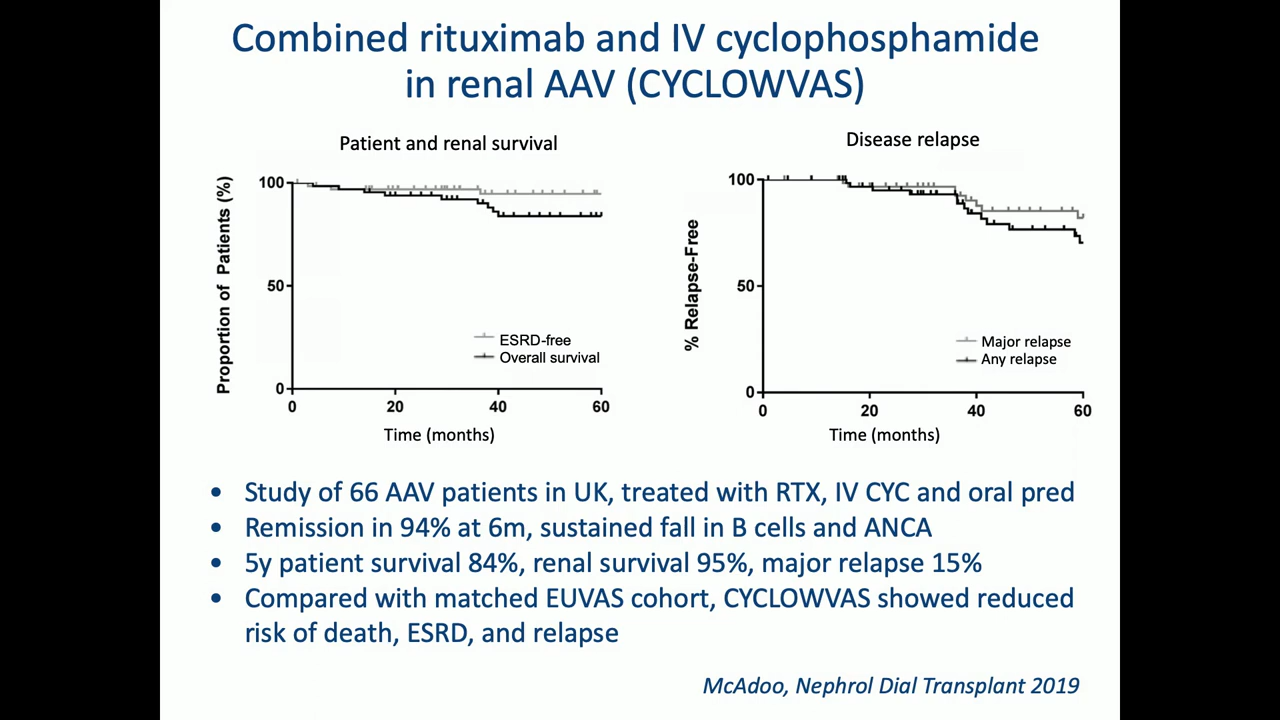 Combined rituximab and IV cyclophosphamide
in renal AAV (CYCLOWVAS)
Patient and renal survival
Proportion of Patients (%)
100
50
0
ESRD-free
Overall survival
0 20 40 60
Time (months)
Disease relapse
% Relapse-Free
100
50
0
Major relapse
Any relapse
0 20 40 60
Time (months)
• Study of 66 AAV patients in UK, treated with RTX, IV CYC and oral pred
• Remission in 94% at 6m, sustained fall in B cells and ANCA
• 5y patient survival 84%, renal survival 95%, major relapse 15%
• Compared with matched EUVAS cohort, CYCLOWVAS showed reduced
risk of death, ESRD, and relapse
McAdoo, Nephrol Dial Transplant 2019